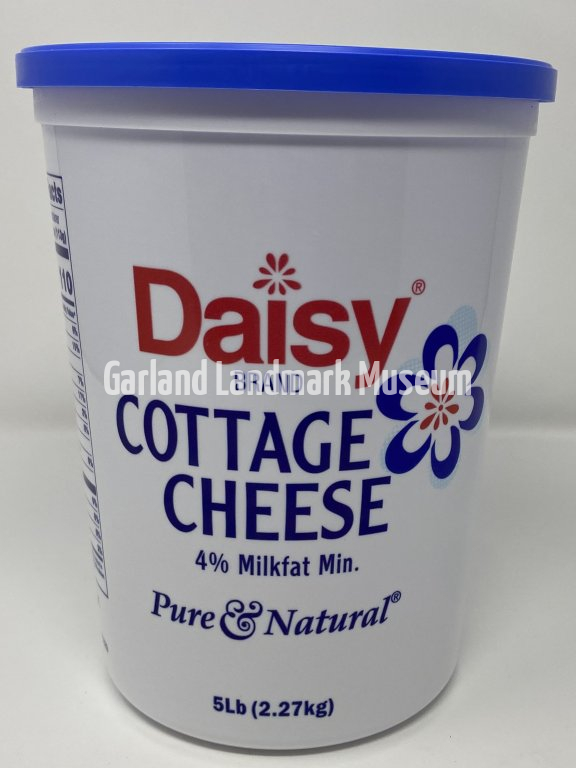 Daisy®
BRAND
Garland Landmark Museum
COTTAGE
CHEESE
4% Milkfat Min.
Pure & Natural®
5Lb (2.27kg)